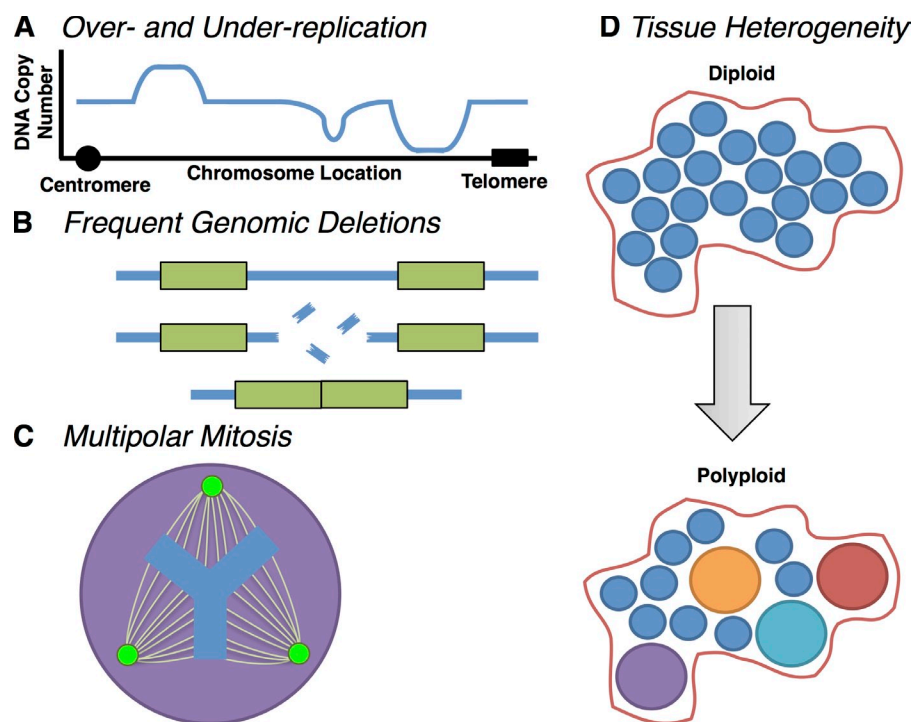 A Over- and Under-replication
DNA Copy
Number
Centromere
Chromosome Location
Telomere
B Frequent Genomic Deletions
C Multipolar Mitosis
D Tissue Heterogeneity
Diploid
Polyploid